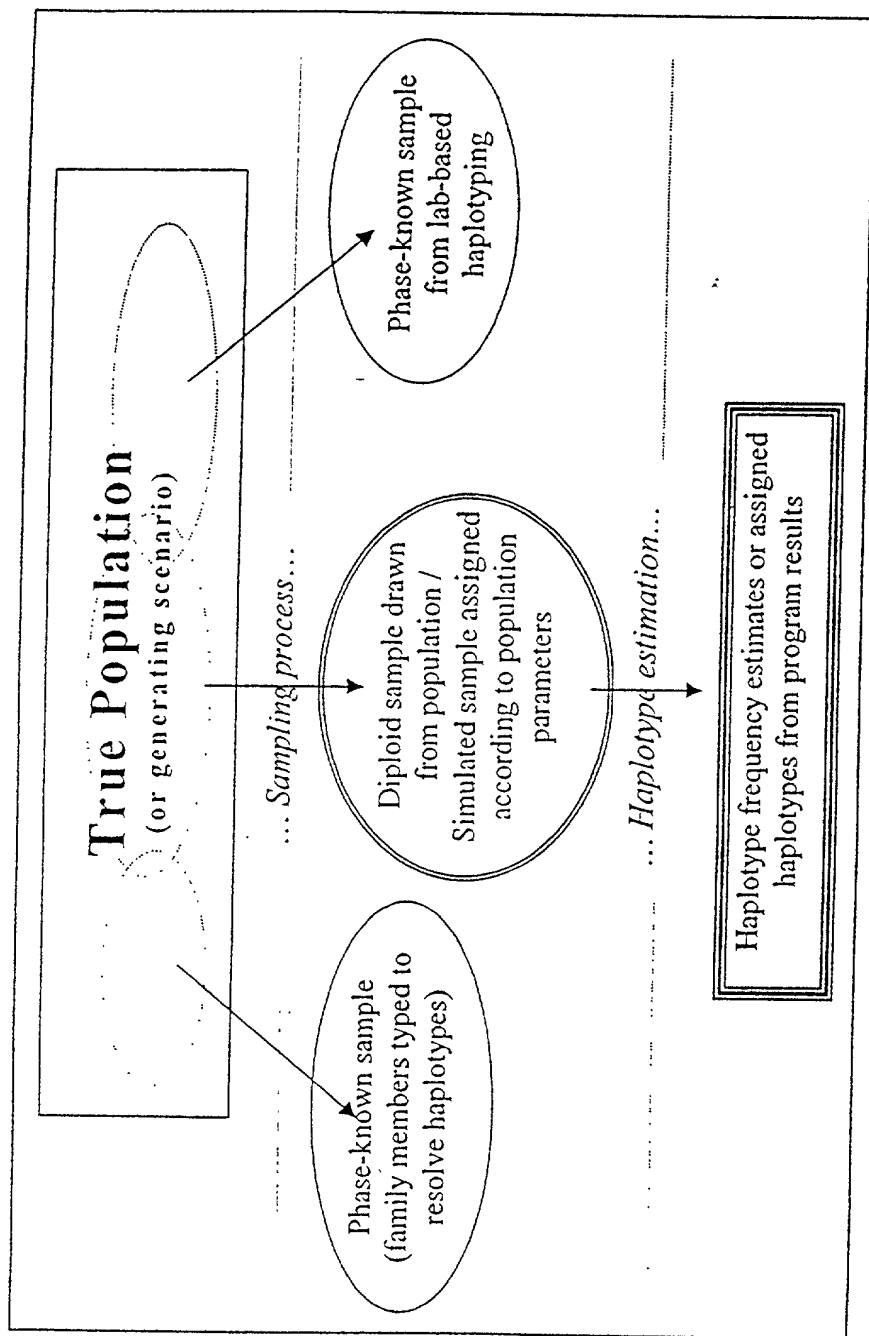 True Population
(or generating scenario)
... Sampling process...
Phase-known sample
(family members typed to
resolve haplotypes)
Diploid sample drawn
from population /
Simulated sample assigned
according to population
parameters
Phase-known sample
from lab-based
haplotyping
... Haplotype estimation...
Haplotype frequency estimates or assigned
haplotypes from program results